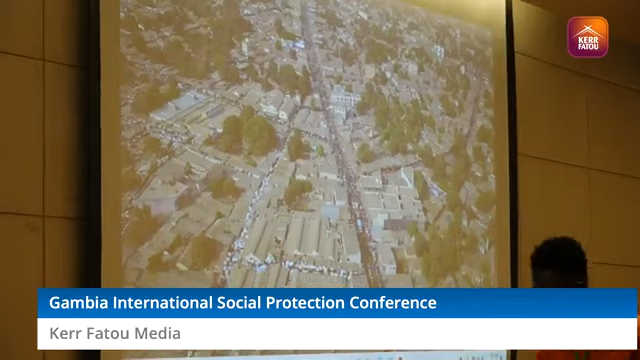 KERR
FATOU
Gambia International Social Protection Conference
Kerr Fatou Media